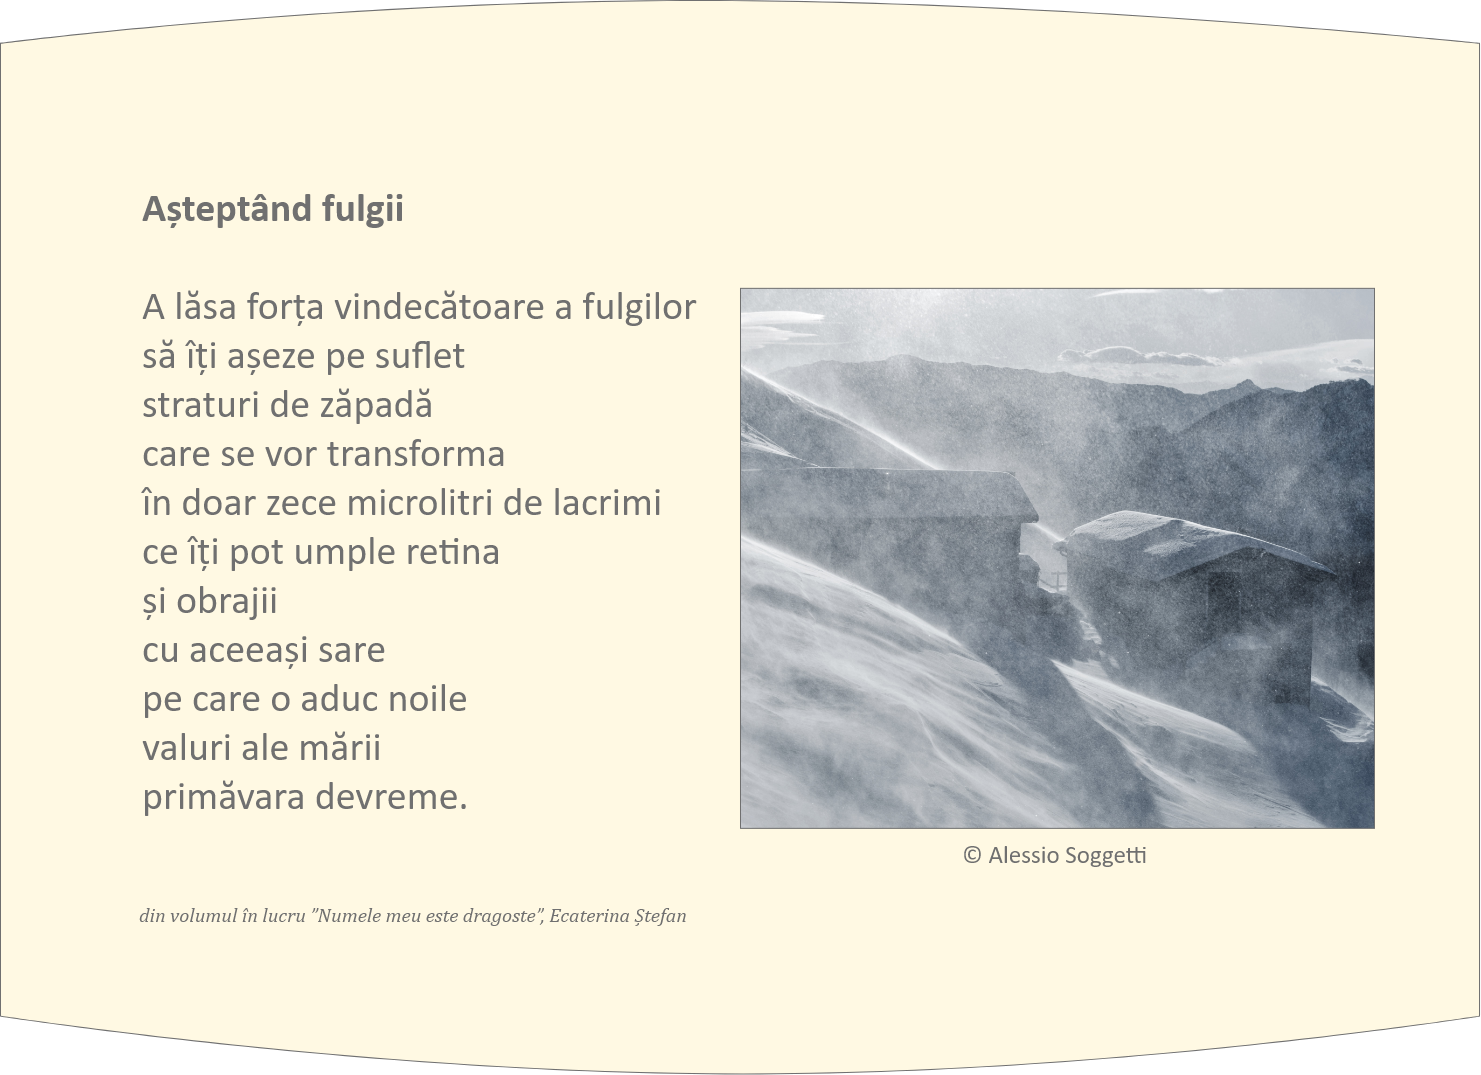 Așteptând fulgii
A lăsa forța vindecătoare a fulgilor
să îți așeze pe suflet
straturi de zăpadă
care se vor transforma
în doar zece microlitri de lacrimi
ce îți pot umple retina
și obrajii
cu aceeași sare
pe care o aduc noile
valuri ale mării
primăvara devreme.
© Alessio Soggetti
din volumul în lucru ”Numele meu este dragoste”, Ecaterina Ștefan